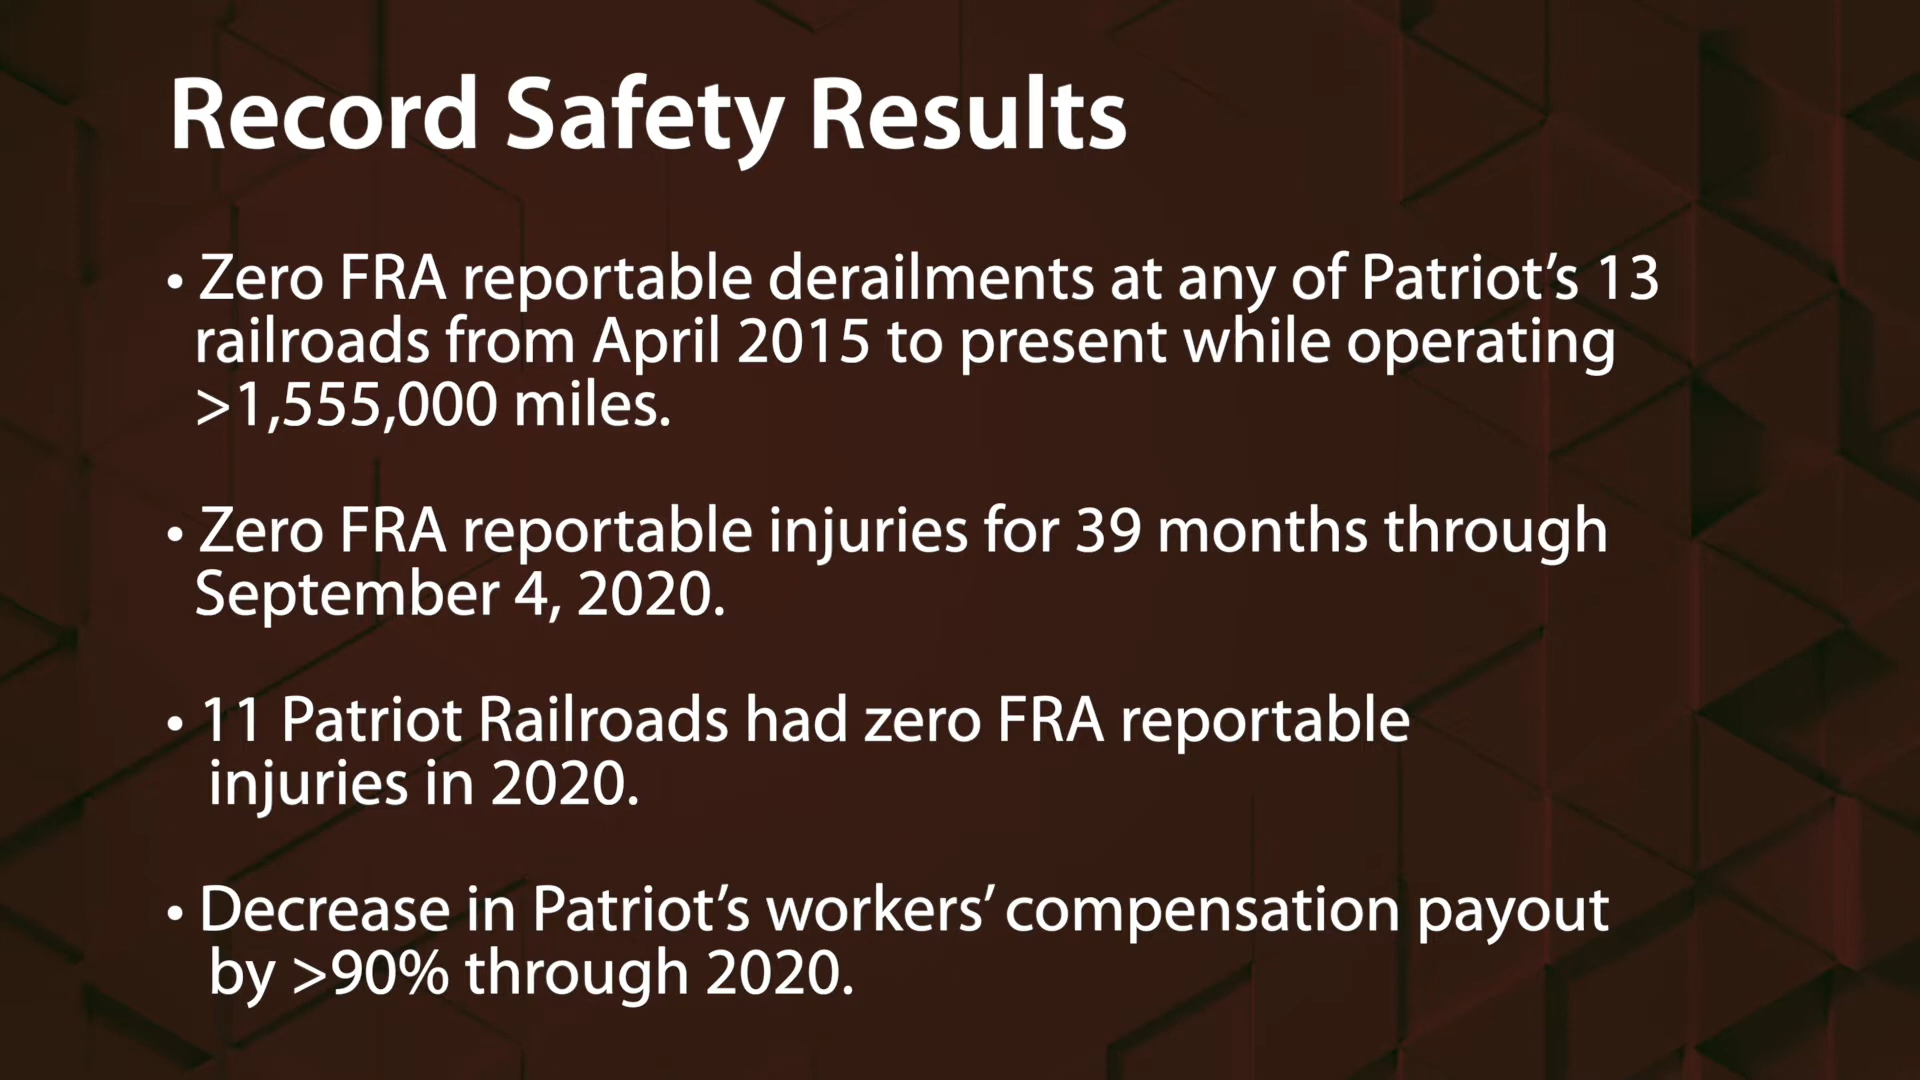 Record Safety Results
• Zero FRA reportable derailments at any of Patriot’s 13
railroads from April 2015 to present while operating
>1,555,000 miles.
• Zero FRA reportable injuries for 39 months through
September 4, 2020.
• 11 Patriot Railroads had zero FRA reportable
injuries in 2020.
• Decrease in Patriot’s workers’ compensation payout
by >90% through 2020.